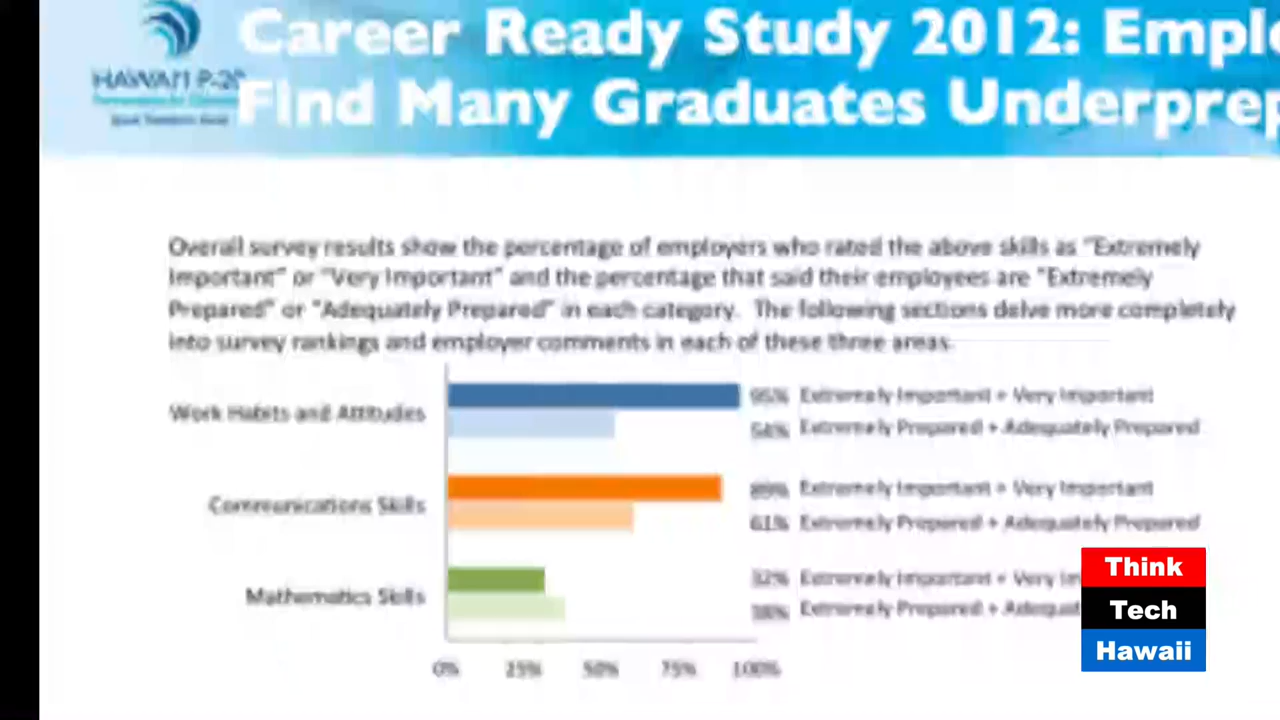 HAWAI'I P-20
Career Ready Study 2012: Emplo
Find Many Graduates Underprep
Overall survey results show the percentage of employers who rated the above skills as "Extremely
Important" or "Very Important" and the percentage that said their employees are "Extremely
Prepared" or "Adequately Prepared" in each category. The following sections delve more completely
into survey rankings and employer comments in each of these three areas.
Work Habits and Attitudes
95% Extremely Important + Very Important
54% Extremely Prepared + Adequately Prepared
Communications Skills
89% Extremely Important + Very Important
61% Extremely Prepared + Adequately Prepared
Mathematics Skills
32% Extremely Important + Very Im
38% Extremely Prepared + Adequat
0% 25% 50% 75% 100%
Think
Tech
Hawaii